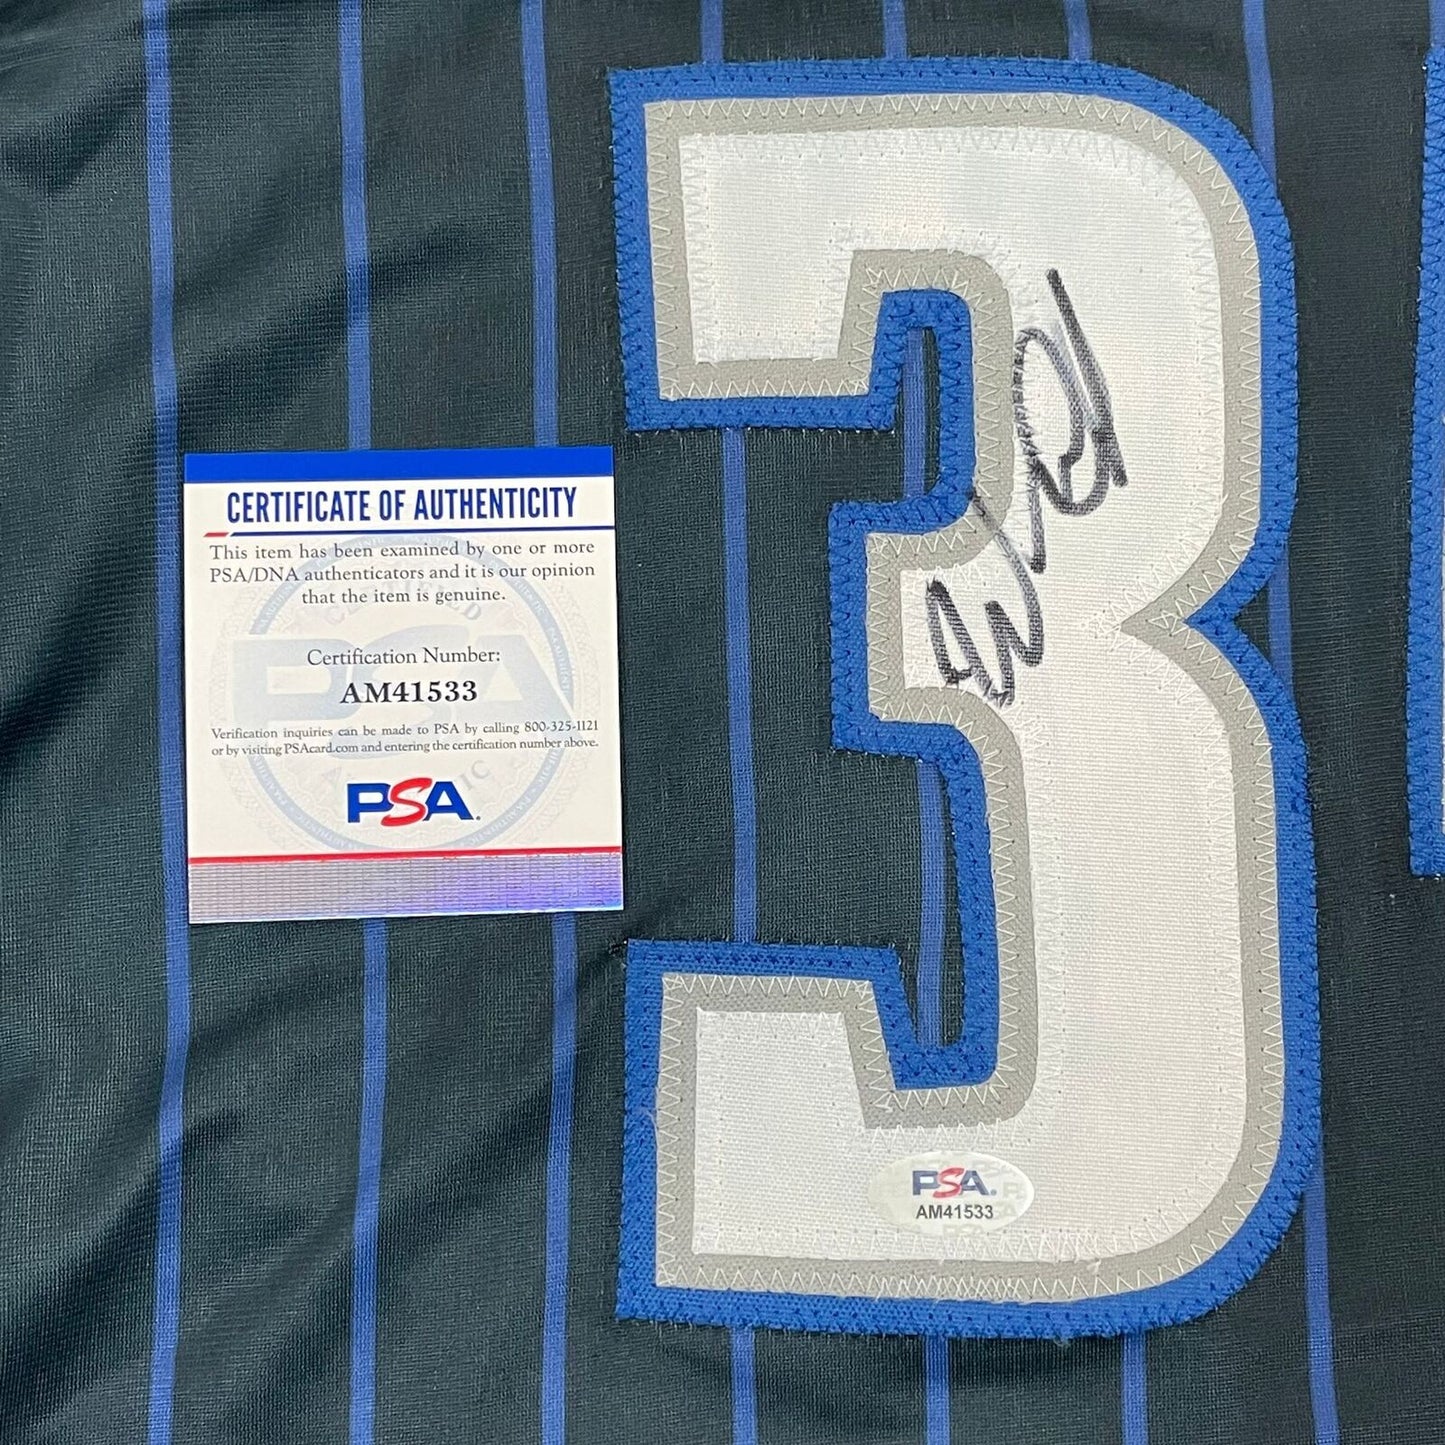 CERTIFICATE OF AUTHENTICITY
This item has been examined by one or more
PSA/DNA authenticators and it is our opinion
that the item is genuine.
Certification Number:
AM41533
Verification inquiries can be made to PSA by calling 800-325-1121
or by visiting PSAcard.com and entering the certification number above.
PSA
3
PSA
AM41533